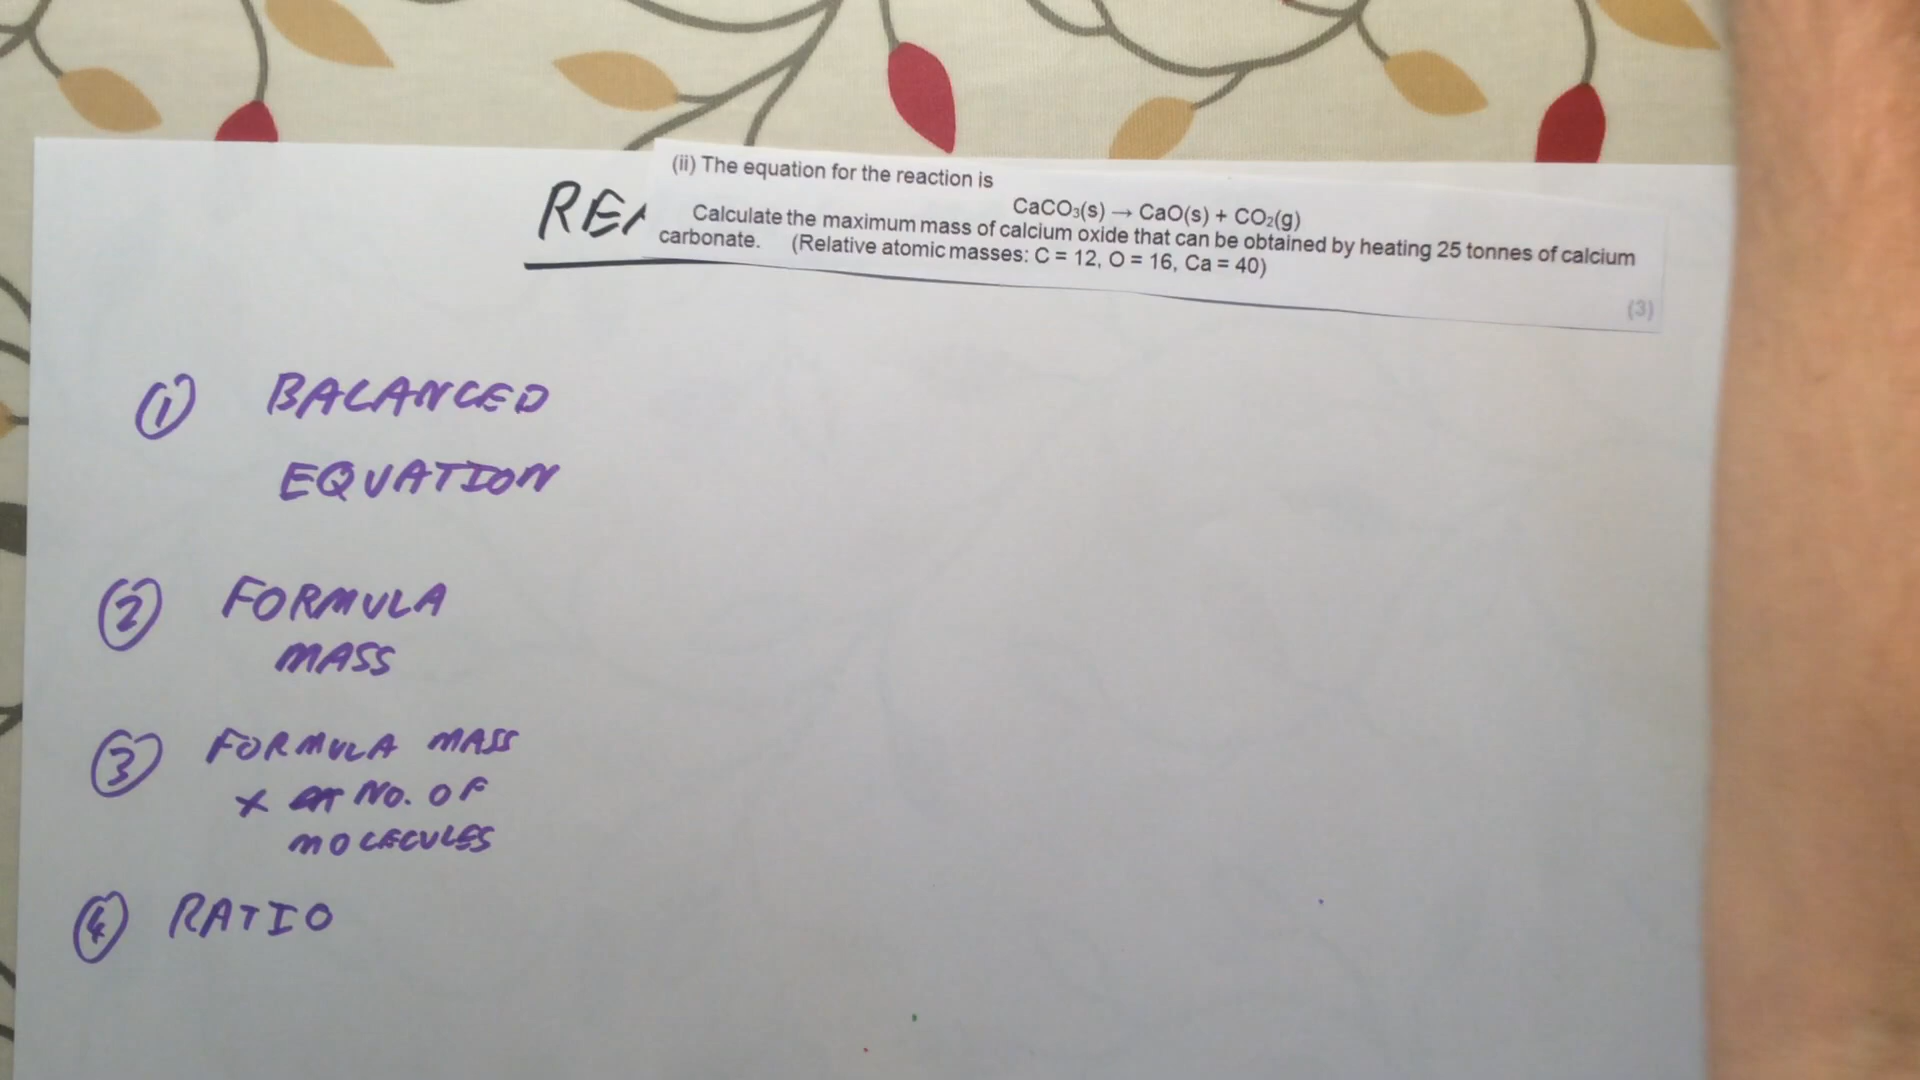 (ii) The equation for the reaction is
CaCO₃(s) → CaO(s) + CO₂(g)
Calculate the maximum mass of calcium oxide that can be obtained by heating 25 tonnes of calcium
carbonate. (Relative atomic masses: C = 12, O = 16, Ca = 40)
(3)
① BALANCED
EQUATION
② FORMULA
MASS
③ FORMULA MASS
× NO. OF
MOLECULES
④ RATIO